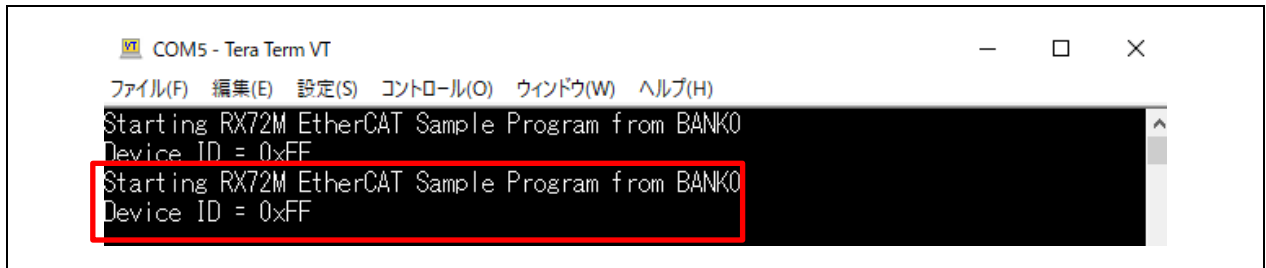 COM5 - Tera Term VT
ファイル(F) 編集(E) 設定(S) コントロール(O) ウィンドウ(W) ヘルプ(H)
Starting RX72M EtherCAT Sample Program from BANK0
Device ID = 0xFF
Starting RX72M EtherCAT Sample Program from BANK0
Device ID = 0xFF